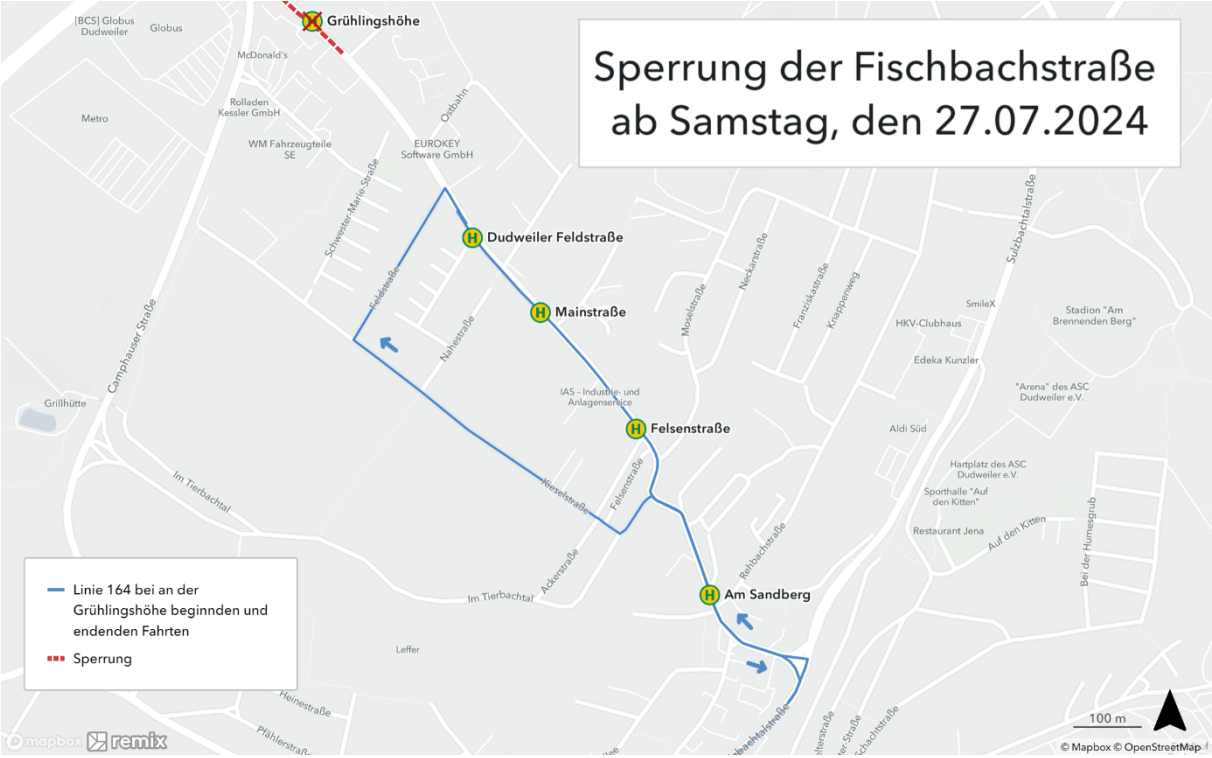 [BCS] Globus
Dudweiler
Globus
Grühlingshöhe
McDonald's
Sperrung der Fischbachstraße
ab Samstag, den 27.07.2024
Metro
Rolladen
Kessler GmbH
Ostbahn
WM Fahrzeugteile
SE
EUROKEY
Software GmbH
Schwester-Marie-Straße
Sulzbachtalstraße
Dudweiler Feldstraße
Neckarstraße
Feldstraße
Franziskastraße
Knappenweg
Moselstraße
Mainstraße
SmileX
Stadion "Am
Brennenden Berg"
HKV-Clubhaus
Nahestraße
Camphauser Straße
Edeka Kunzler
IAS - Industrie- und
Anlagenservice
"Arena" des ASC
Dudweiler e.V.
Grillhütte
Felsenstraße
Aldi Süd
Hartplatz des ASC
Dudweiler e.V.
Im Tierbachtal
Kieselstraße
Felsenstraße
Sporthalle "Auf
den Kitten"
Restaurant Jena
Auf den Kitten
Bei der Humesgrub
Rehbachstraße
Ackerstraße
Im Tierbachtal
Am Sandberg
Linie 164 bei an der
Grühlingshöhe beginnden und
endenden Fahrten
Sperrung
Leffer
Heinestraße
Pfählerstraße
100 m
mapbox remix
© Mapbox © OpenStreetMap